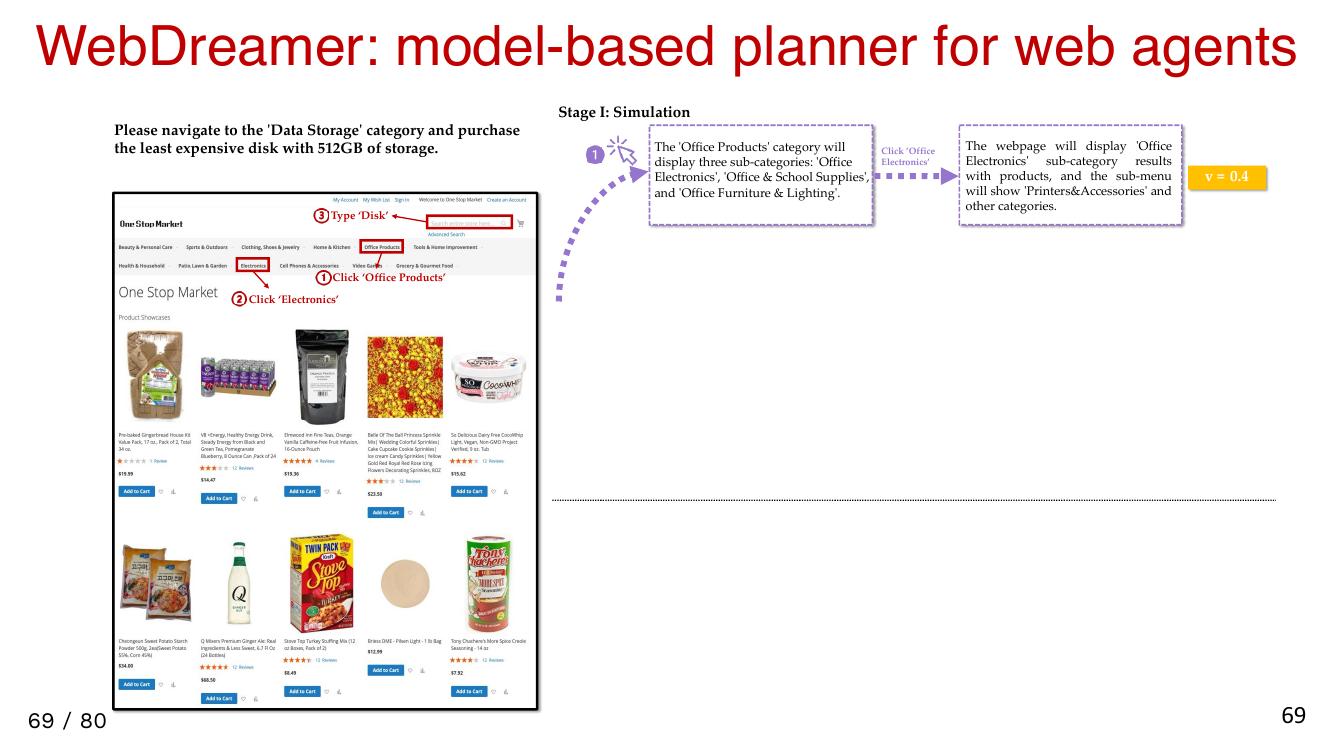 WebDreamer: model-based planner for web agents
Please navigate to the 'Data Storage' category and purchase
the least expensive disk with 512GB of storage.
Stage I: Simulation
1
The 'Office Products' category will
display three sub-categories: 'Office
Electronics', 'Office & School Supplies',
and 'Office Furniture & Lighting'.
Click 'Office
Electronics'
The webpage will display 'Office
Electronics' sub-category results
with products, and the sub-menu
will show 'Printers&Accessories' and
other categories.
v = 0.4
My Account My Wish List Sign In Welcome to One Stop Market Create an Account
3 Type 'Disk'
One Stop Market
Search entire store here...
Advanced Search
Beauty & Personal Care Sports & Outdoors Clothing, Shoes & Jewelry Home & Kitchen Office Products Tools & Home Improvement
Health & Household Patio, Lawn & Garden Electronics Cell Phones & Accessories Video Games Grocery & Gourmet Food
1 Click 'Office Products'
2 Click 'Electronics'
One Stop Market
Product Showcases
Pre-baked Gingerbread House Kit
Value Pack, 17 oz., Pack of 2, Total
34 oz.
1 Review
$19.99
Add to Cart
V8 +Energy, Healthy Energy Drink,
Steady Energy from Black and
Green Tea, Pomegranate
Blueberry, 8 Ounce Can ,Pack of 24
12 Reviews
$14.47
Add to Cart
Elmwood Inn Fine Teas, Orange
Vanilla Caffeine-Free Fruit Infusion,
16-Ounce Pouch
4 Reviews
$19.36
Add to Cart
Belle Of The Ball Princess Sprinkle
Mix| Wedding Colorful Sprinkles|
Cake Cupcake Cookie Sprinkles|
Ice cream Candy Sprinkles| Yellow
Gold Red Royal Red Rose Icing
Flowers Decorating Sprinkles, 8OZ
12 Reviews
$23.50
Add to Cart
SO
CocoWhip
Light
So Delicious Dairy Free CocoWhip
Light, Vegan, Non-GMO Project
Verified, 9 oz. Tub
12 Reviews
$15.62
Add to Cart
Q
GINGER
ALE
TWIN PACK
Kraft
Stove
Top
TURKEY
Tony
Chachere's
MORE SPICE
Seasoning
Cheongeun Sweet Potato Starch
Powder 500g, 2ea(Sweet Potato
55%, Corn 45%)
$34.00
Add to Cart
Q Mixers Premium Ginger Ale: Real
Ingredients & Less Sweet, 6.7 Fl Oz
(24 Bottles)
12 Reviews
$68.50
Add to Cart
Stove Top Turkey Stuffing Mix (12
oz Boxes, Pack of 2)
12 Reviews
$8.49
Add to Cart
Briess DME - Pilsen Light - 1 lb Bag
$12.99
Add to Cart
Tony Chachere's More Spice Creole
Seasoning - 14 oz
12 Reviews
$7.92
Add to Cart
69 / 80
69